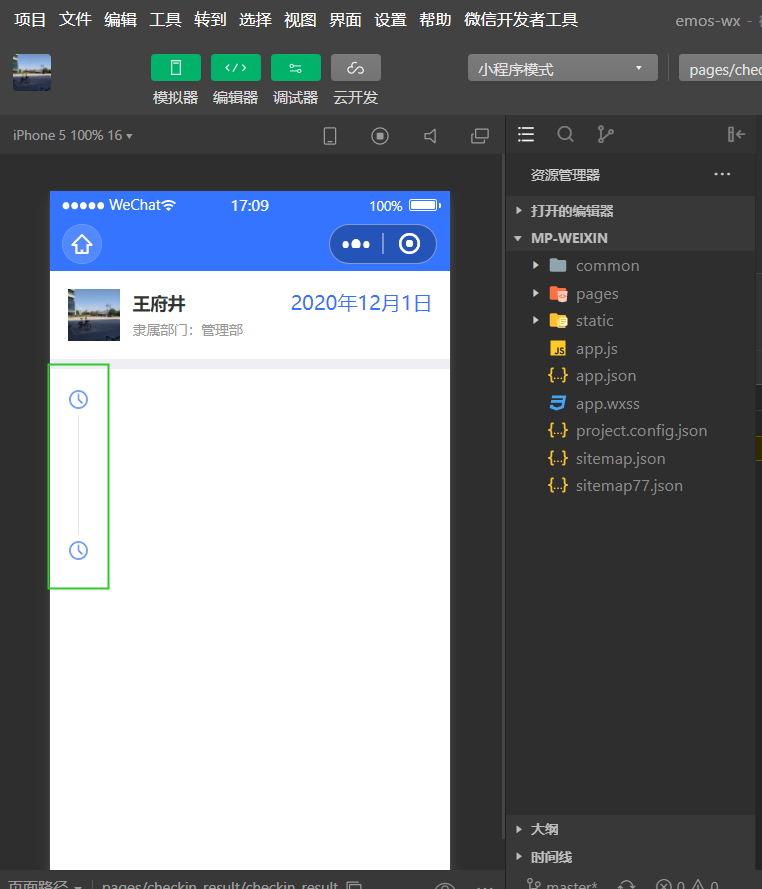 项目 文件 编辑 工具 转到 选择 视图 界面 设置 帮助 微信开发者工具 emos-wx -
模拟器 编辑器 调试器 云开发 小程序模式 pages/chec
iPhone 5 100% 16
资源管理器
打开的编辑器
MP-WEIXIN
common
pages
static
app.js
app.json
app.wxss
project.config.json
sitemap.json
sitemap77.json
大纲
时间线
WeChat 17:09 100%
王府井 2020年12月1日
隶属部门：管理部
页面路径 pages/checkin_result/checkin_result
master* 0 0